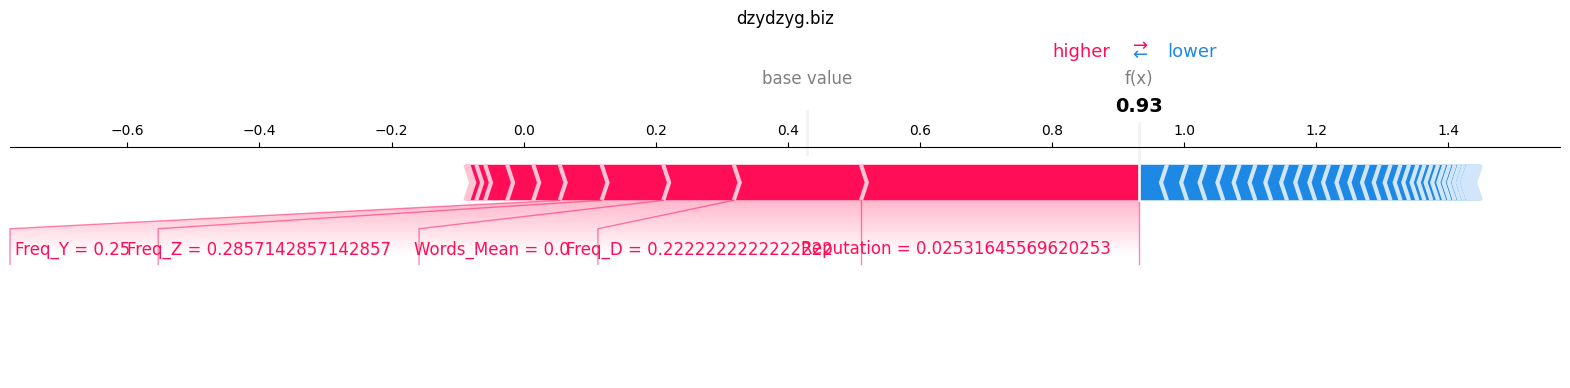 dzydzyg.biz
higher → ← lower
base value f(x)
0.93
−0.6 −0.4 −0.2 0.0 0.2 0.4 0.6 0.8 1.0 1.2 1.4
Freq_Y = 0.25 Freq_Z = 0.2857142857142857 Words_Mean = 0.0 Freq_D = 0.2222222222222222 Reputation = 0.02531645569620253